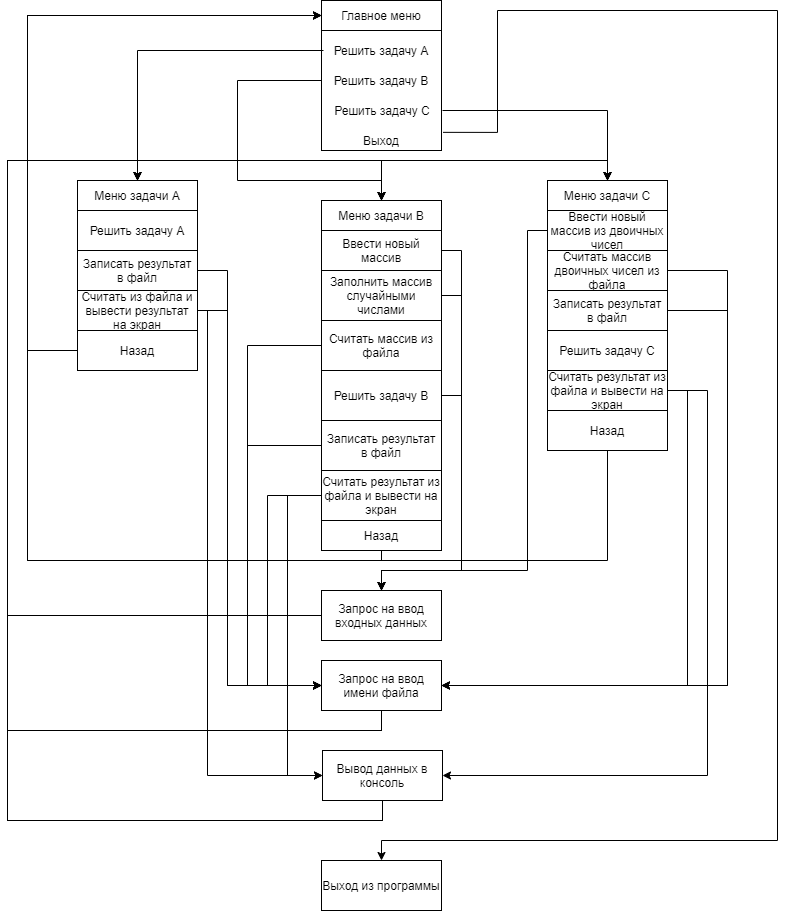 Главное меню
Решить задачу A
Решить задачу B
Решить задачу C
Выход
Меню задачи A
Решить задачу A
Записать результат
в файл
Считать из файла и
вывести результат
на экран
Назад
Меню задачи B
Ввести новый
массив
Заполнить массив
случайными
числами
Считать массив из
файла
Решить задачу B
Записать результат
в файл
Считать результат из
файла и вывести на
экран
Назад
Меню задачи C
Ввести новый
массив из двоичных
чисел
Считать массив
двоичных чисел из
файла
Записать результат
в файл
Решить задачу C
Считать результат из
файла и вывести на
экран
Назад
Запрос на ввод
входных данных
Запрос на ввод
имени файла
Вывод данных в
консоль
Выход из программы